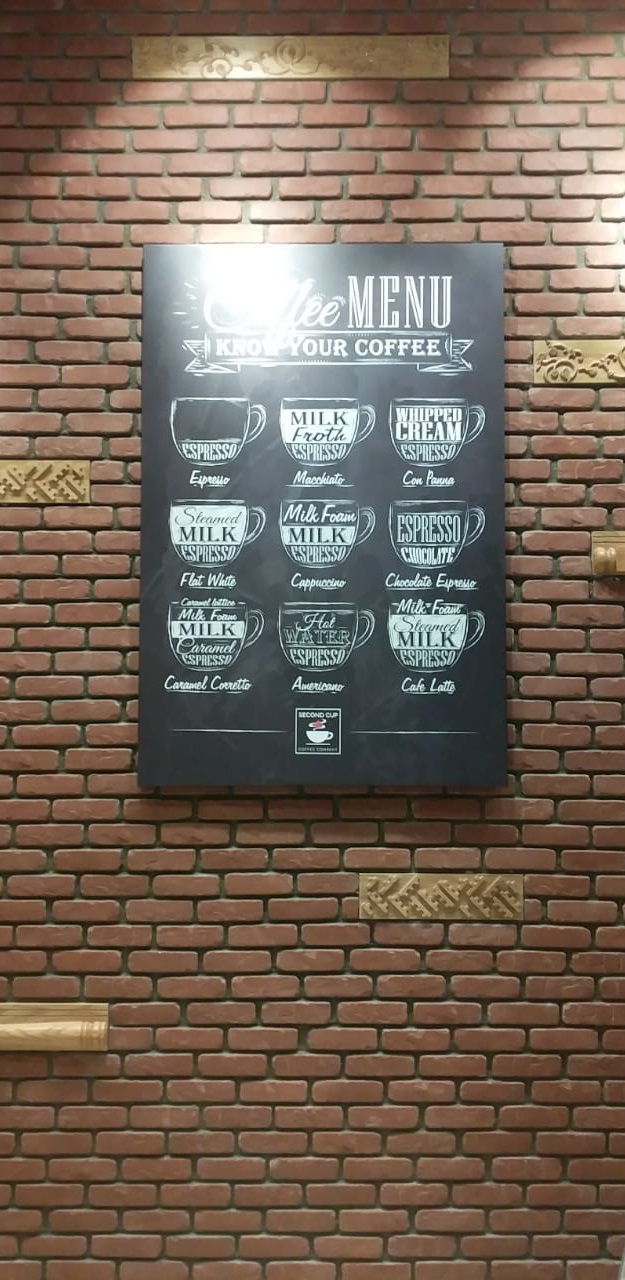 Coffee MENU
KNOW YOUR COFFEE
ESPRESSO
Espresso
MILK
Froth
ESPRESSO
Macchiato
WHIPPED
CREAM
ESPRESSO
Con Panna
Steamed
MILK
ESPRESSO
Flat White
Milk Foam
MILK
ESPRESSO
Cappuccino
ESPRESSO
CHOCOLATE
Chocolate Espresso
Caramel lattice
Milk Foam
MILK
Caramel
ESPRESSO
Caramel Corretto
Hot
WATER
ESPRESSO
Americano
Milk Foam
Steamed
MILK
ESPRESSO
Cafe Latte
SECOND CUP
COFFEE COMPANY